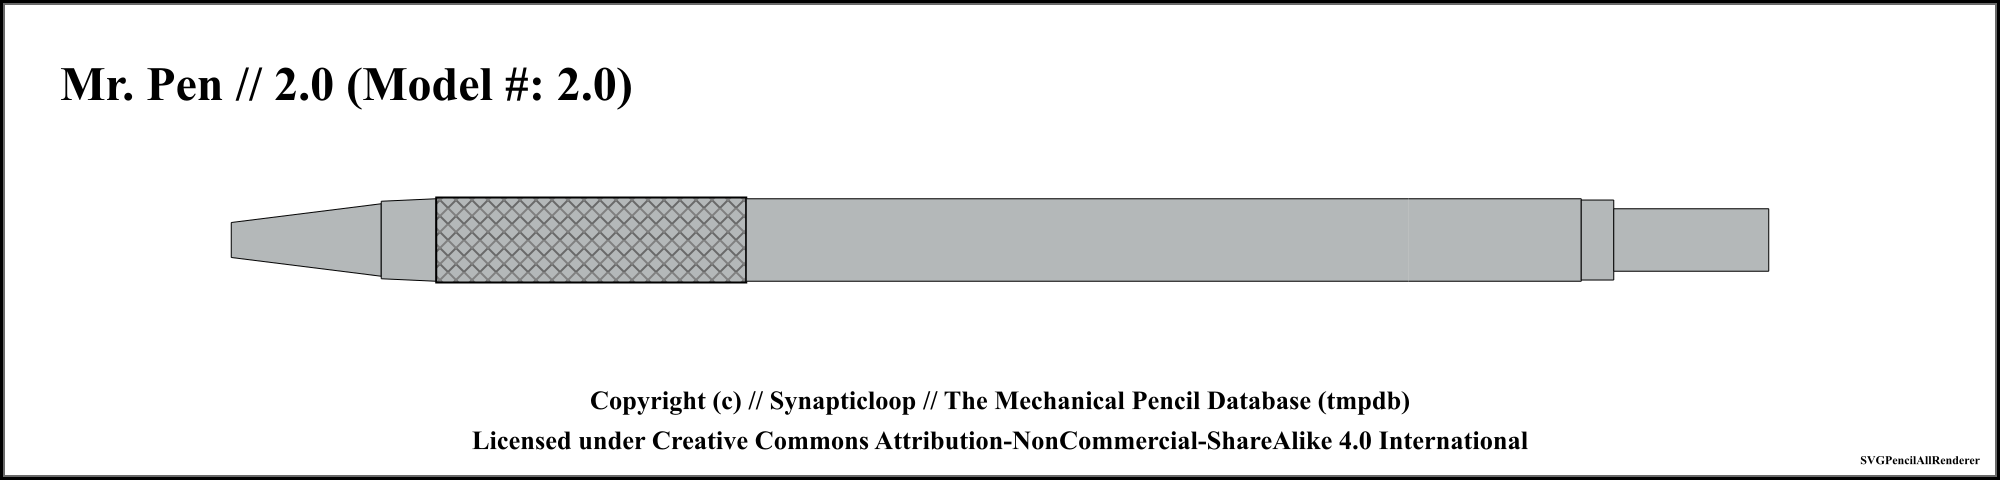 Mr. Pen // 2.0 (Model #: 2.0)
Copyright (c) // Synapticloop // The Mechanical Pencil Database (tmpdb)
Licensed under Creative Commons Attribution-NonCommercial-ShareAlike 4.0 International
SVGPencilAllRenderer